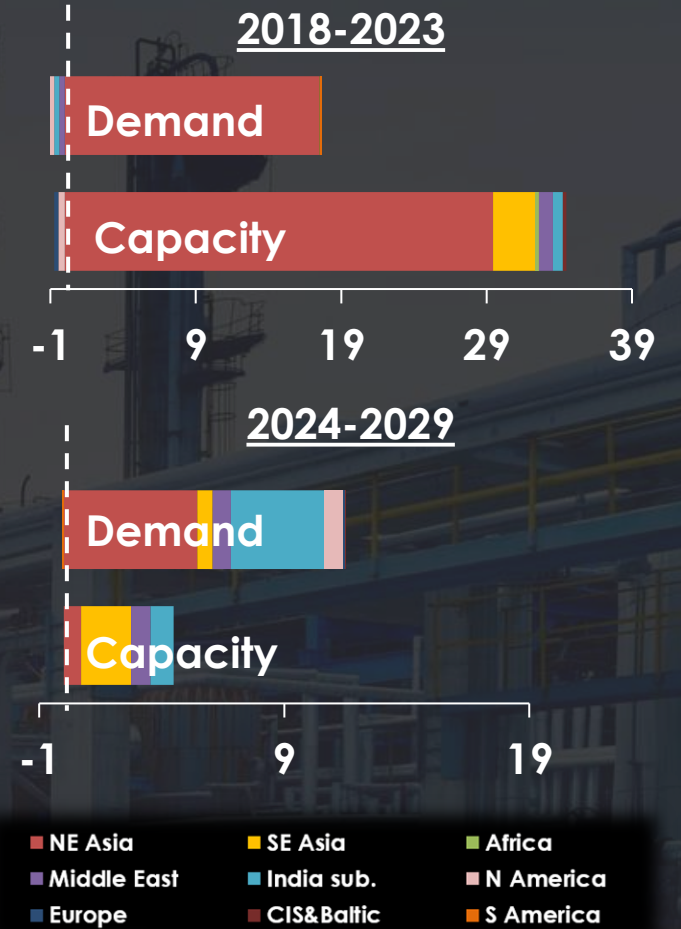 2018-2023
Demand
Capacity
-1 9 19 29 39
2024-2029
Demand
Capacity
-1 9 19
NE Asia SE Asia Africa
Middle East India sub. N America
Europe CIS&Baltic S America